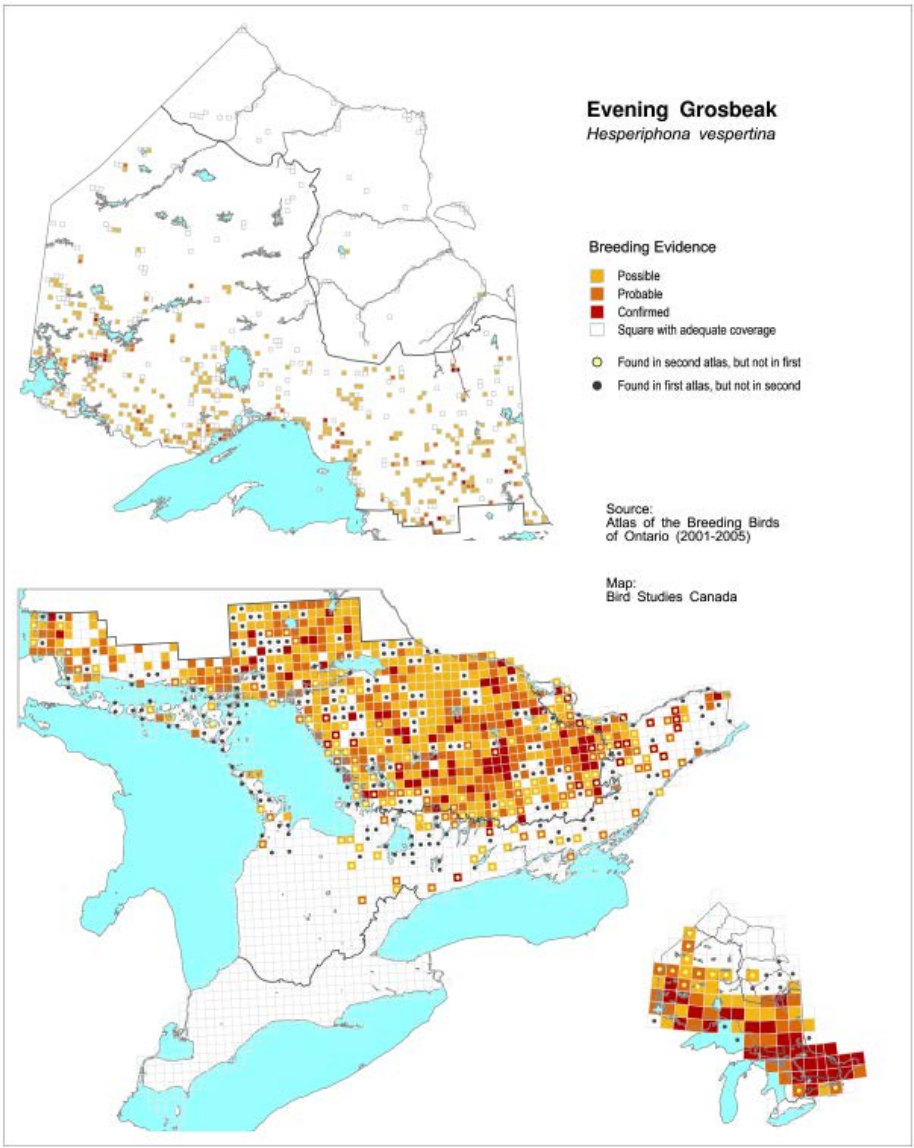 Evening Grosbeak
Hesperiphona vespertina
Breeding Evidence
Possible
Probable
Confirmed
Square with adequate coverage
Found in second atlas, but not in first
Found in first atlas, but not in second
Source:
Atlas of the Breeding Birds
of Ontario (2001-2005)
Map:
Bird Studies Canada